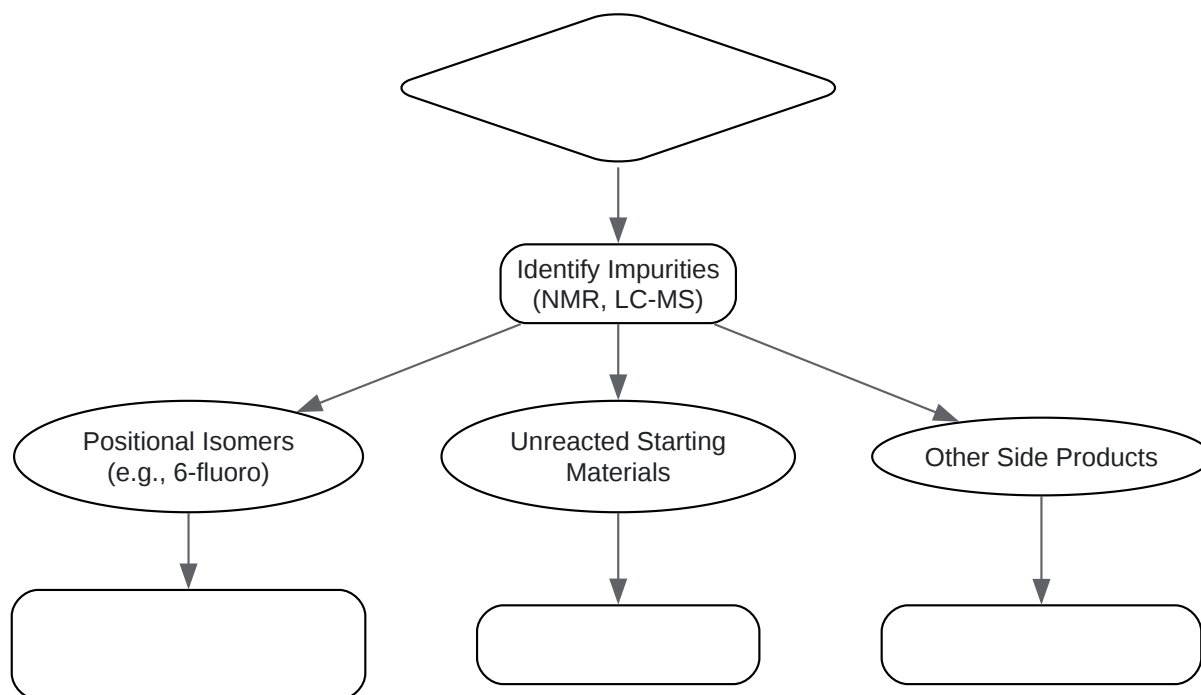 Identify Impurities
(NMR, LC-MS)
Positional Isomers
(e.g., 6-fluoro)
Unreacted Starting
Materials
Other Side Products